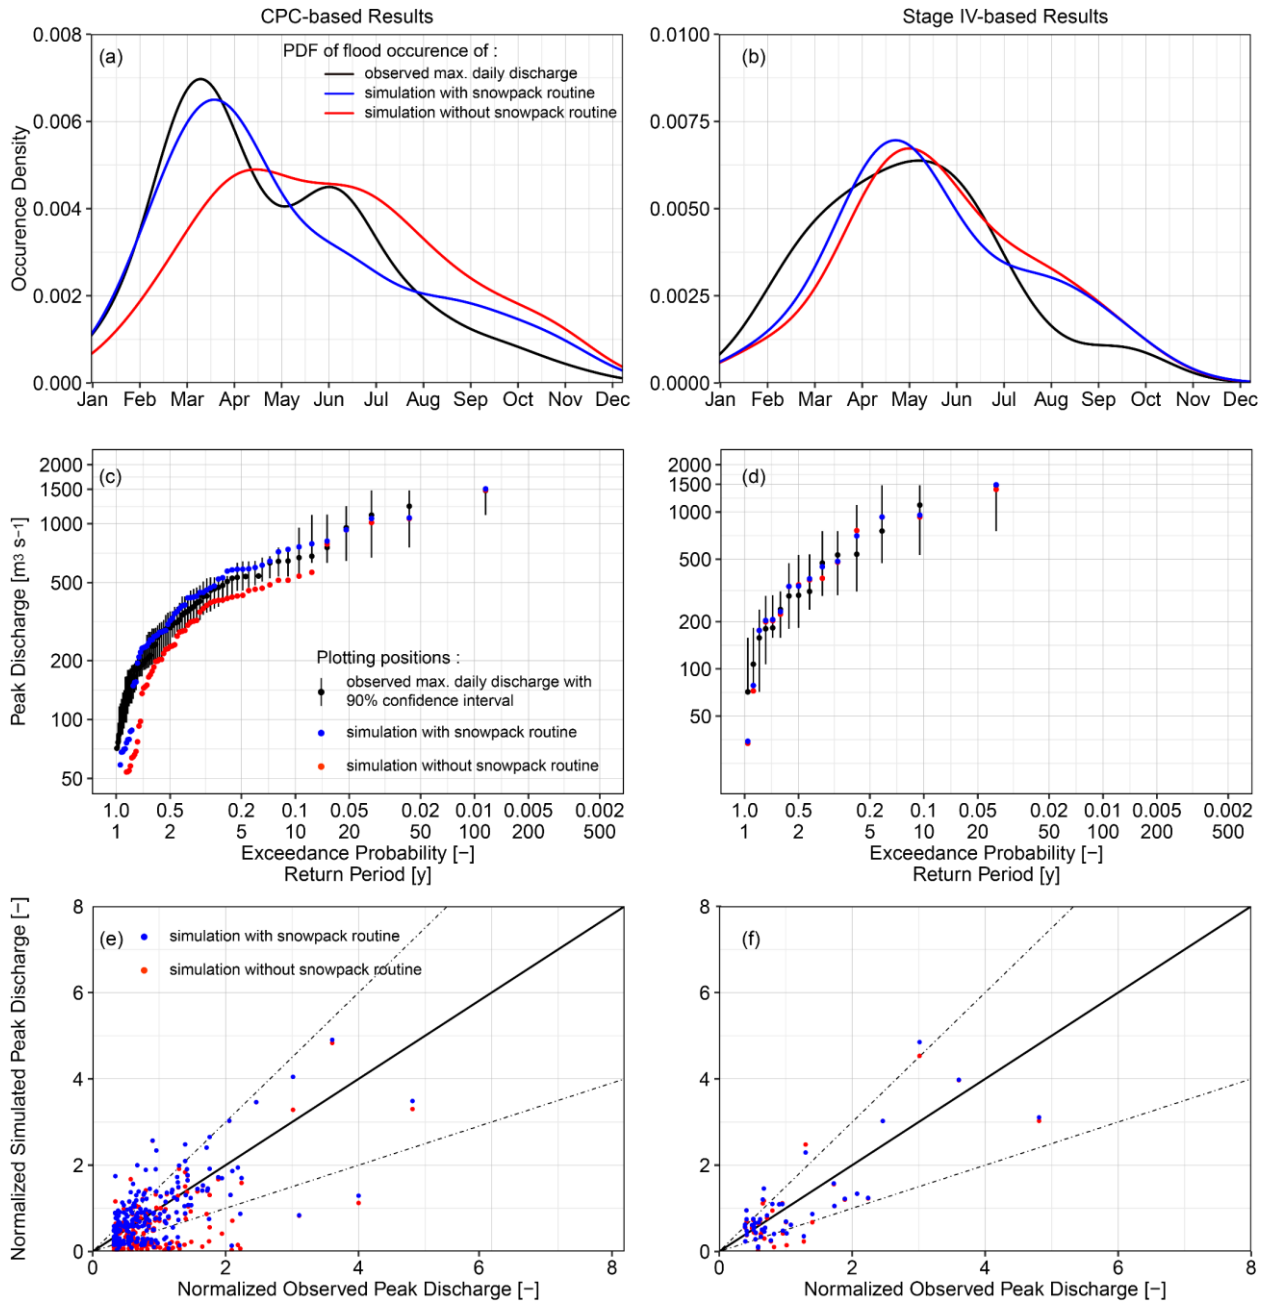 CPC-based Results
Stage IV-based Results
(a)
PDF of flood occurence of :
observed max. daily discharge
simulation with snowpack routine
simulation without snowpack routine
Occurence Density
0.008
0.006
0.004
0.002
0.000
Jan Feb Mar Apr May Jun Jul Aug Sep Oct Nov Dec
(b)
0.0100
0.0075
0.0050
0.0025
0.0000
Jan Feb Mar Apr May Jun Jul Aug Sep Oct Nov Dec
(c)
Peak Discharge [m³ s⁻¹]
2000
1500
1000
500
200
100
50
Plotting positions :
observed max. daily discharge with
90% confidence interval
simulation with snowpack routine
simulation without snowpack routine
1.0 0.5 0.2 0.1 0.05 0.02 0.01 0.005 0.002
1 2 5 10 20 50 100 200 500
Exceedance Probability [−]
Return Period [y]
(d)
2000
1500
1000
500
200
100
50
1.0 0.5 0.2 0.1 0.05 0.02 0.01 0.005 0.002
1 2 5 10 20 50 100 200 500
Exceedance Probability [−]
Return Period [y]
(e)
simulation with snowpack routine
simulation without snowpack routine
Normalized Simulated Peak Discharge [−]
8
6
4
2
0
0 2 4 6 8
Normalized Observed Peak Discharge [−]
(f)
8
6
4
2
0
0 2 4 6 8
Normalized Observed Peak Discharge [−]